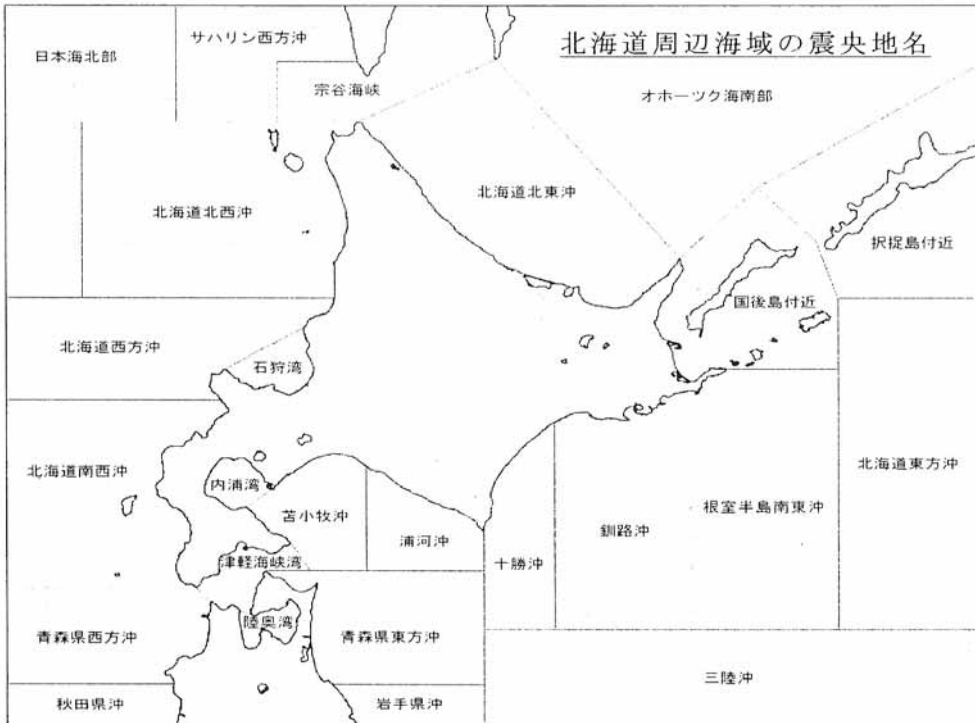 北海道周辺海域の震央地名
日本海北部
サハリン西方沖
宗谷海峡
オホーツク海南部
北海道北西沖
北海道北東沖
択捉島付近
国後島付近
北海道西方沖
石狩湾
北海道南西沖
内浦湾
苫小牧沖
浦河沖
十勝沖
釧路沖
根室半島南東沖
北海道東方沖
津軽海峡湾
陸奥湾
青森県西方沖
青森県東方沖
三陸沖
秋田県沖
岩手県沖